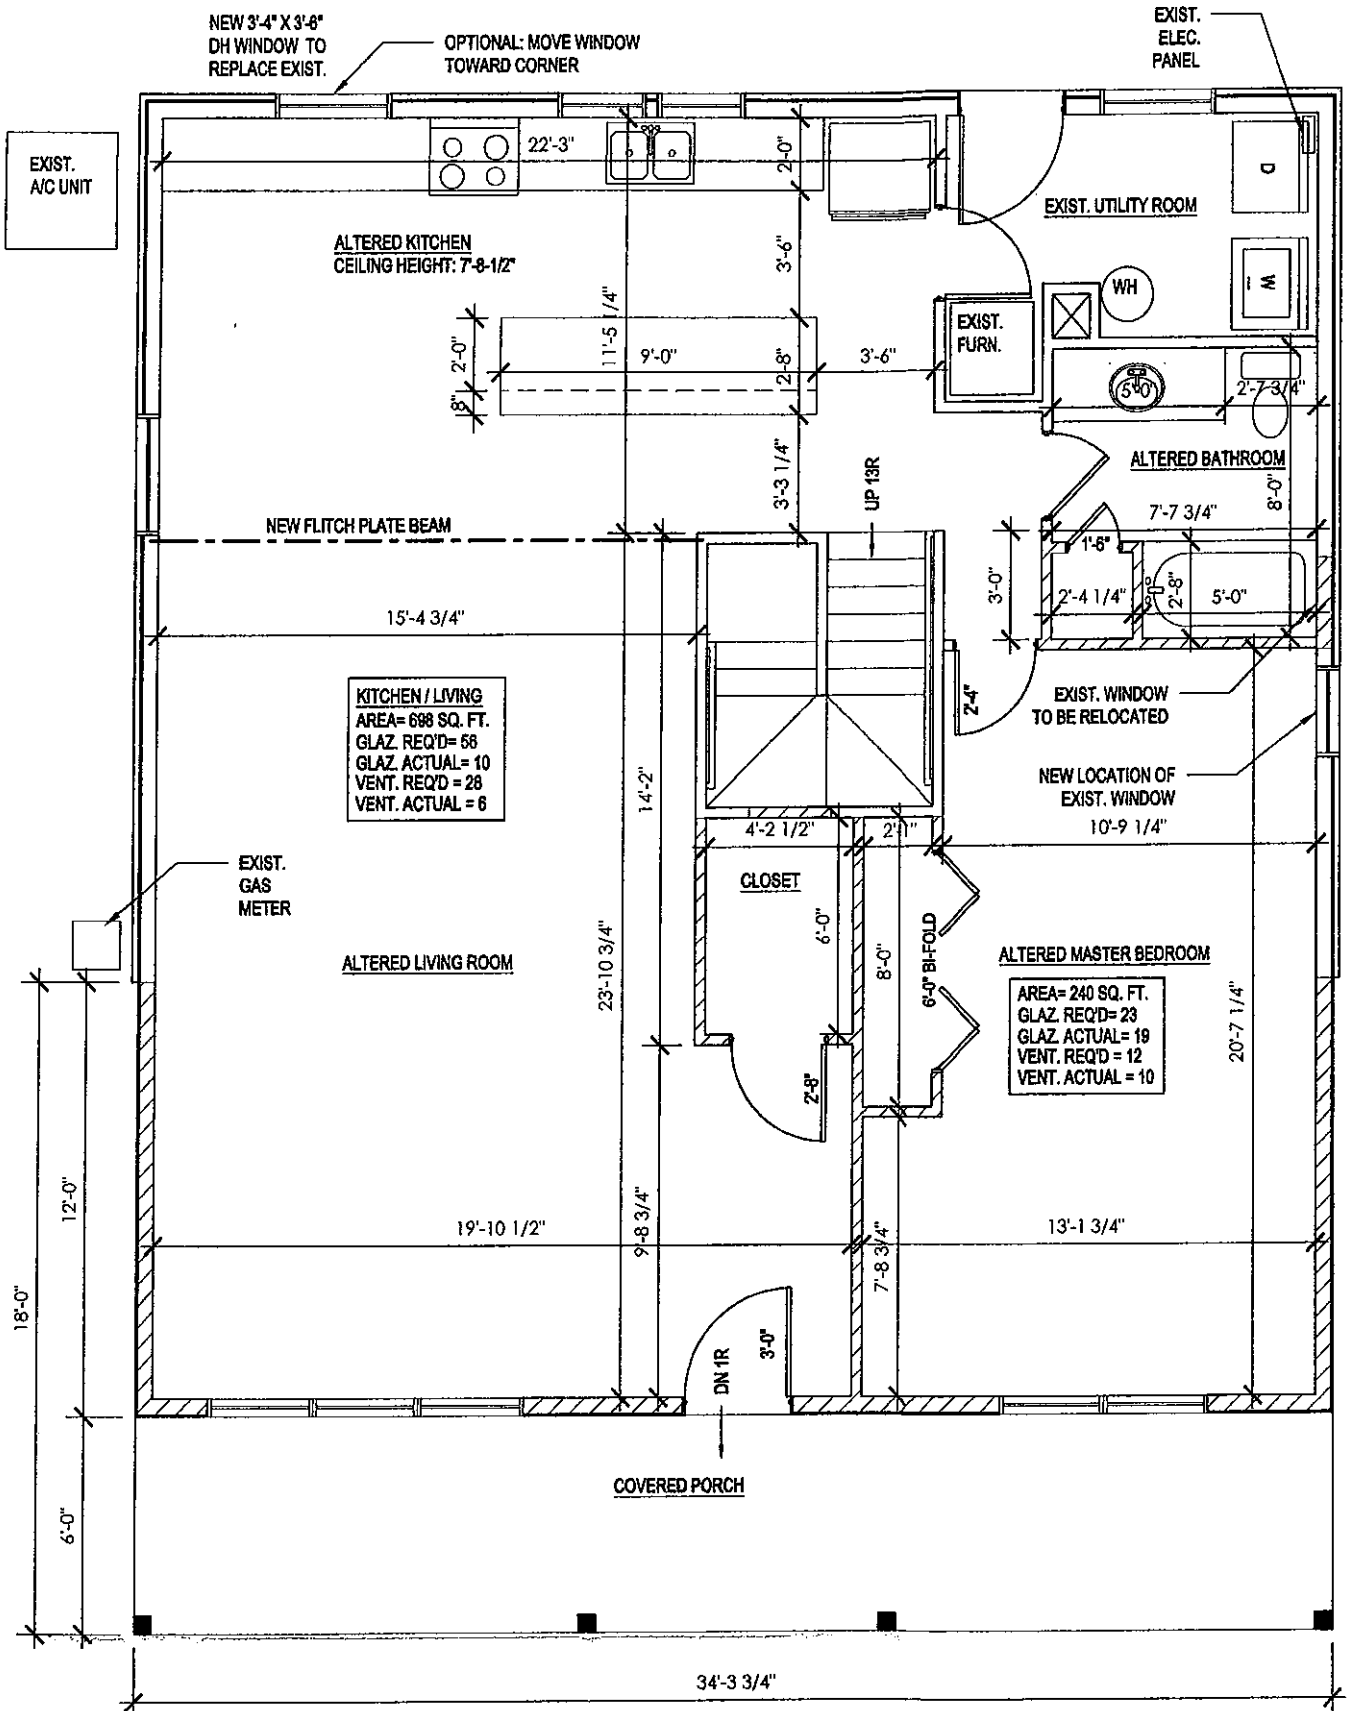 NEW 3'-4" X 3'-6"
DH WINDOW TO
REPLACE EXIST.
OPTIONAL: MOVE WINDOW
TOWARD CORNER
EXIST.
ELEC.
PANEL
EXIST.
A/C UNIT
22'-3"
2'-0"
D
EXIST. UTILITY ROOM
ALTERED KITCHEN
CEILING HEIGHT: 7'-8-1/2"
3'-6"
W
WH
11'-5 1/4"
EXIST.
FURN.
2'-0"
9'-0"
2'-8"
3'-6"
8"
5'-0"
2'-7 3/4"
ALTERED BATHROOM
8'-0"
3'-3 1/4"
UP 13R
7'-7 3/4"
NEW FLITCH PLATE BEAM
1'-6"
3'-0"
2'-4 1/4"
2'-8"
5'-0"
15'-4 3/4"
KITCHEN / LIVING
AREA= 698 SQ. FT.
GLAZ. REQ'D= 56
GLAZ. ACTUAL= 10
VENT. REQ'D = 28
VENT. ACTUAL = 6
2'-4"
EXIST. WINDOW
TO BE RELOCATED
NEW LOCATION OF
EXIST. WINDOW
14'-2"
4'-2 1/2"
2'-1"
10'-9 1/4"
EXIST.
GAS
METER
CLOSET
6'-0"
8'-0"
6'-0" BI-FOLD
ALTERED LIVING ROOM
23'-10 3/4"
ALTERED MASTER BEDROOM
AREA= 240 SQ. FT.
GLAZ. REQ'D= 23
GLAZ. ACTUAL= 19
VENT. REQ'D = 12
VENT. ACTUAL = 10
20'-7 1/4"
2'-8"
12'-0"
19'-10 1/2"
9'-8 3/4"
13'-1 3/4"
7'-8 3/4"
18'-0"
3'-0"
DN 1R
COVERED PORCH
6'-0"
34'-3 3/4"